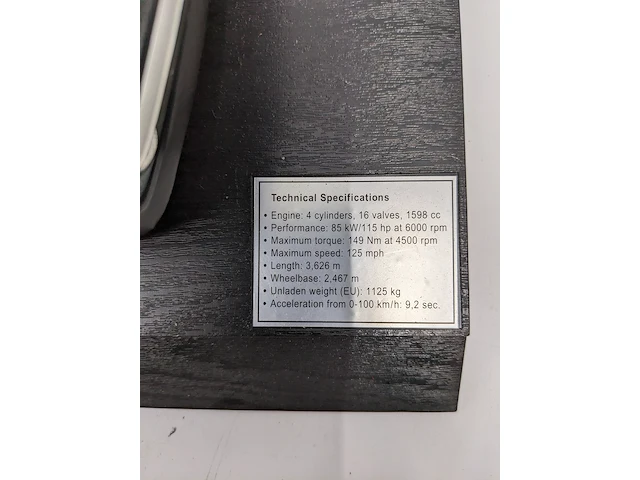 Technical Specifications
• Engine: 4 cylinders, 16 valves, 1598 cc
• Performance: 85 kW/115 hp at 6000 rpm
• Maximum torque: 149 Nm at 4500 rpm
• Maximum speed: 125 mph
• Length: 3,626 m
• Wheelbase: 2,467 m
• Unladen weight (EU): 1125 kg
• Acceleration from 0-100 km/h: 9,2 sec.